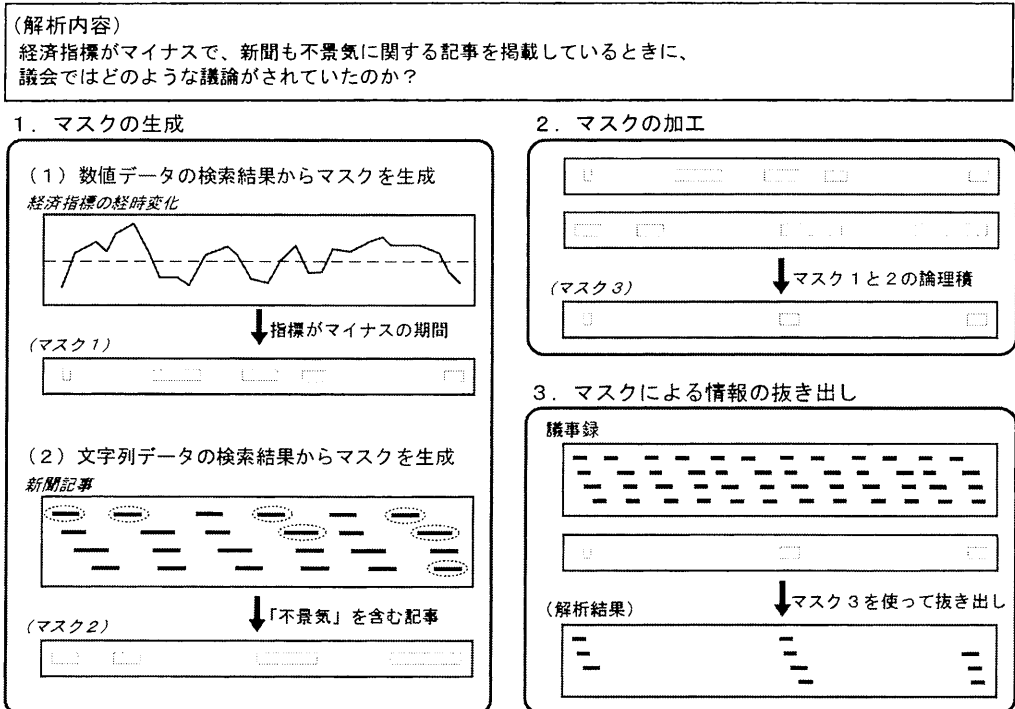 (解析内容)
経済指標がマイナスで、新聞も不景気に関する記事を掲載しているときに、
議会ではどのような議論がされていたのか?
1.マスクの生成
(1)数値データの検索結果からマスクを生成
経済指標の経時変化
指標がマイナスの期間
(マスク1)
(2)文字列データの検索結果からマスクを生成
新聞記事
「不景気」を含む記事
(マスク2)
2.マスクの加工
マスク1と2の論理積
(マスク3)
3.マスクによる情報の抜き出し
議事録
マスク3を使って抜き出し
(解析結果)